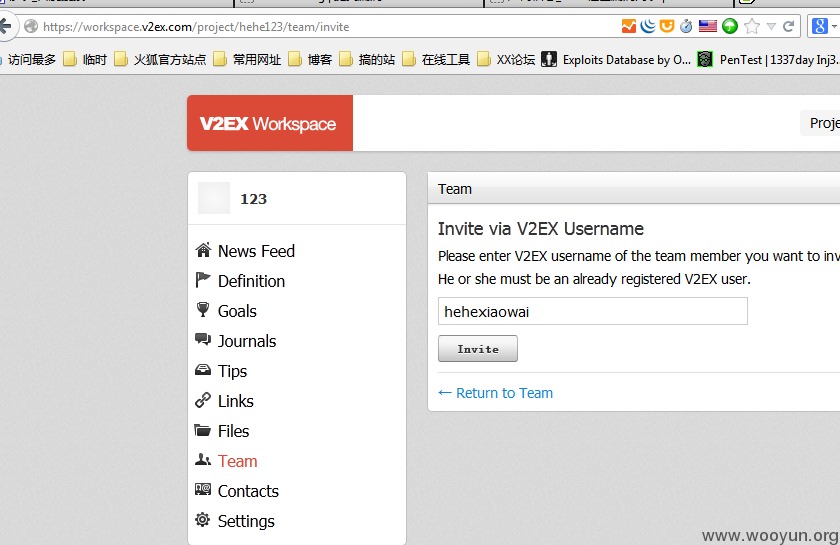 https://workspace.v2ex.com/project/hehe123/team/invite
访问最多 临时 火狐官方站点 常用网址 博客 搞的站 在线工具 XX论坛 Exploits Database by O... PenTest | 1337day Inj3...
V2EX Workspace
Proje
123
News Feed
Definition
Goals
Journals
Tips
Links
Files
Team
Contacts
Settings
Team
Invite via V2EX Username
Please enter V2EX username of the team member you want to inv
He or she must be an already registered V2EX user.
hehexiaowai
Invite
← Return to Team
www.wooyun.org